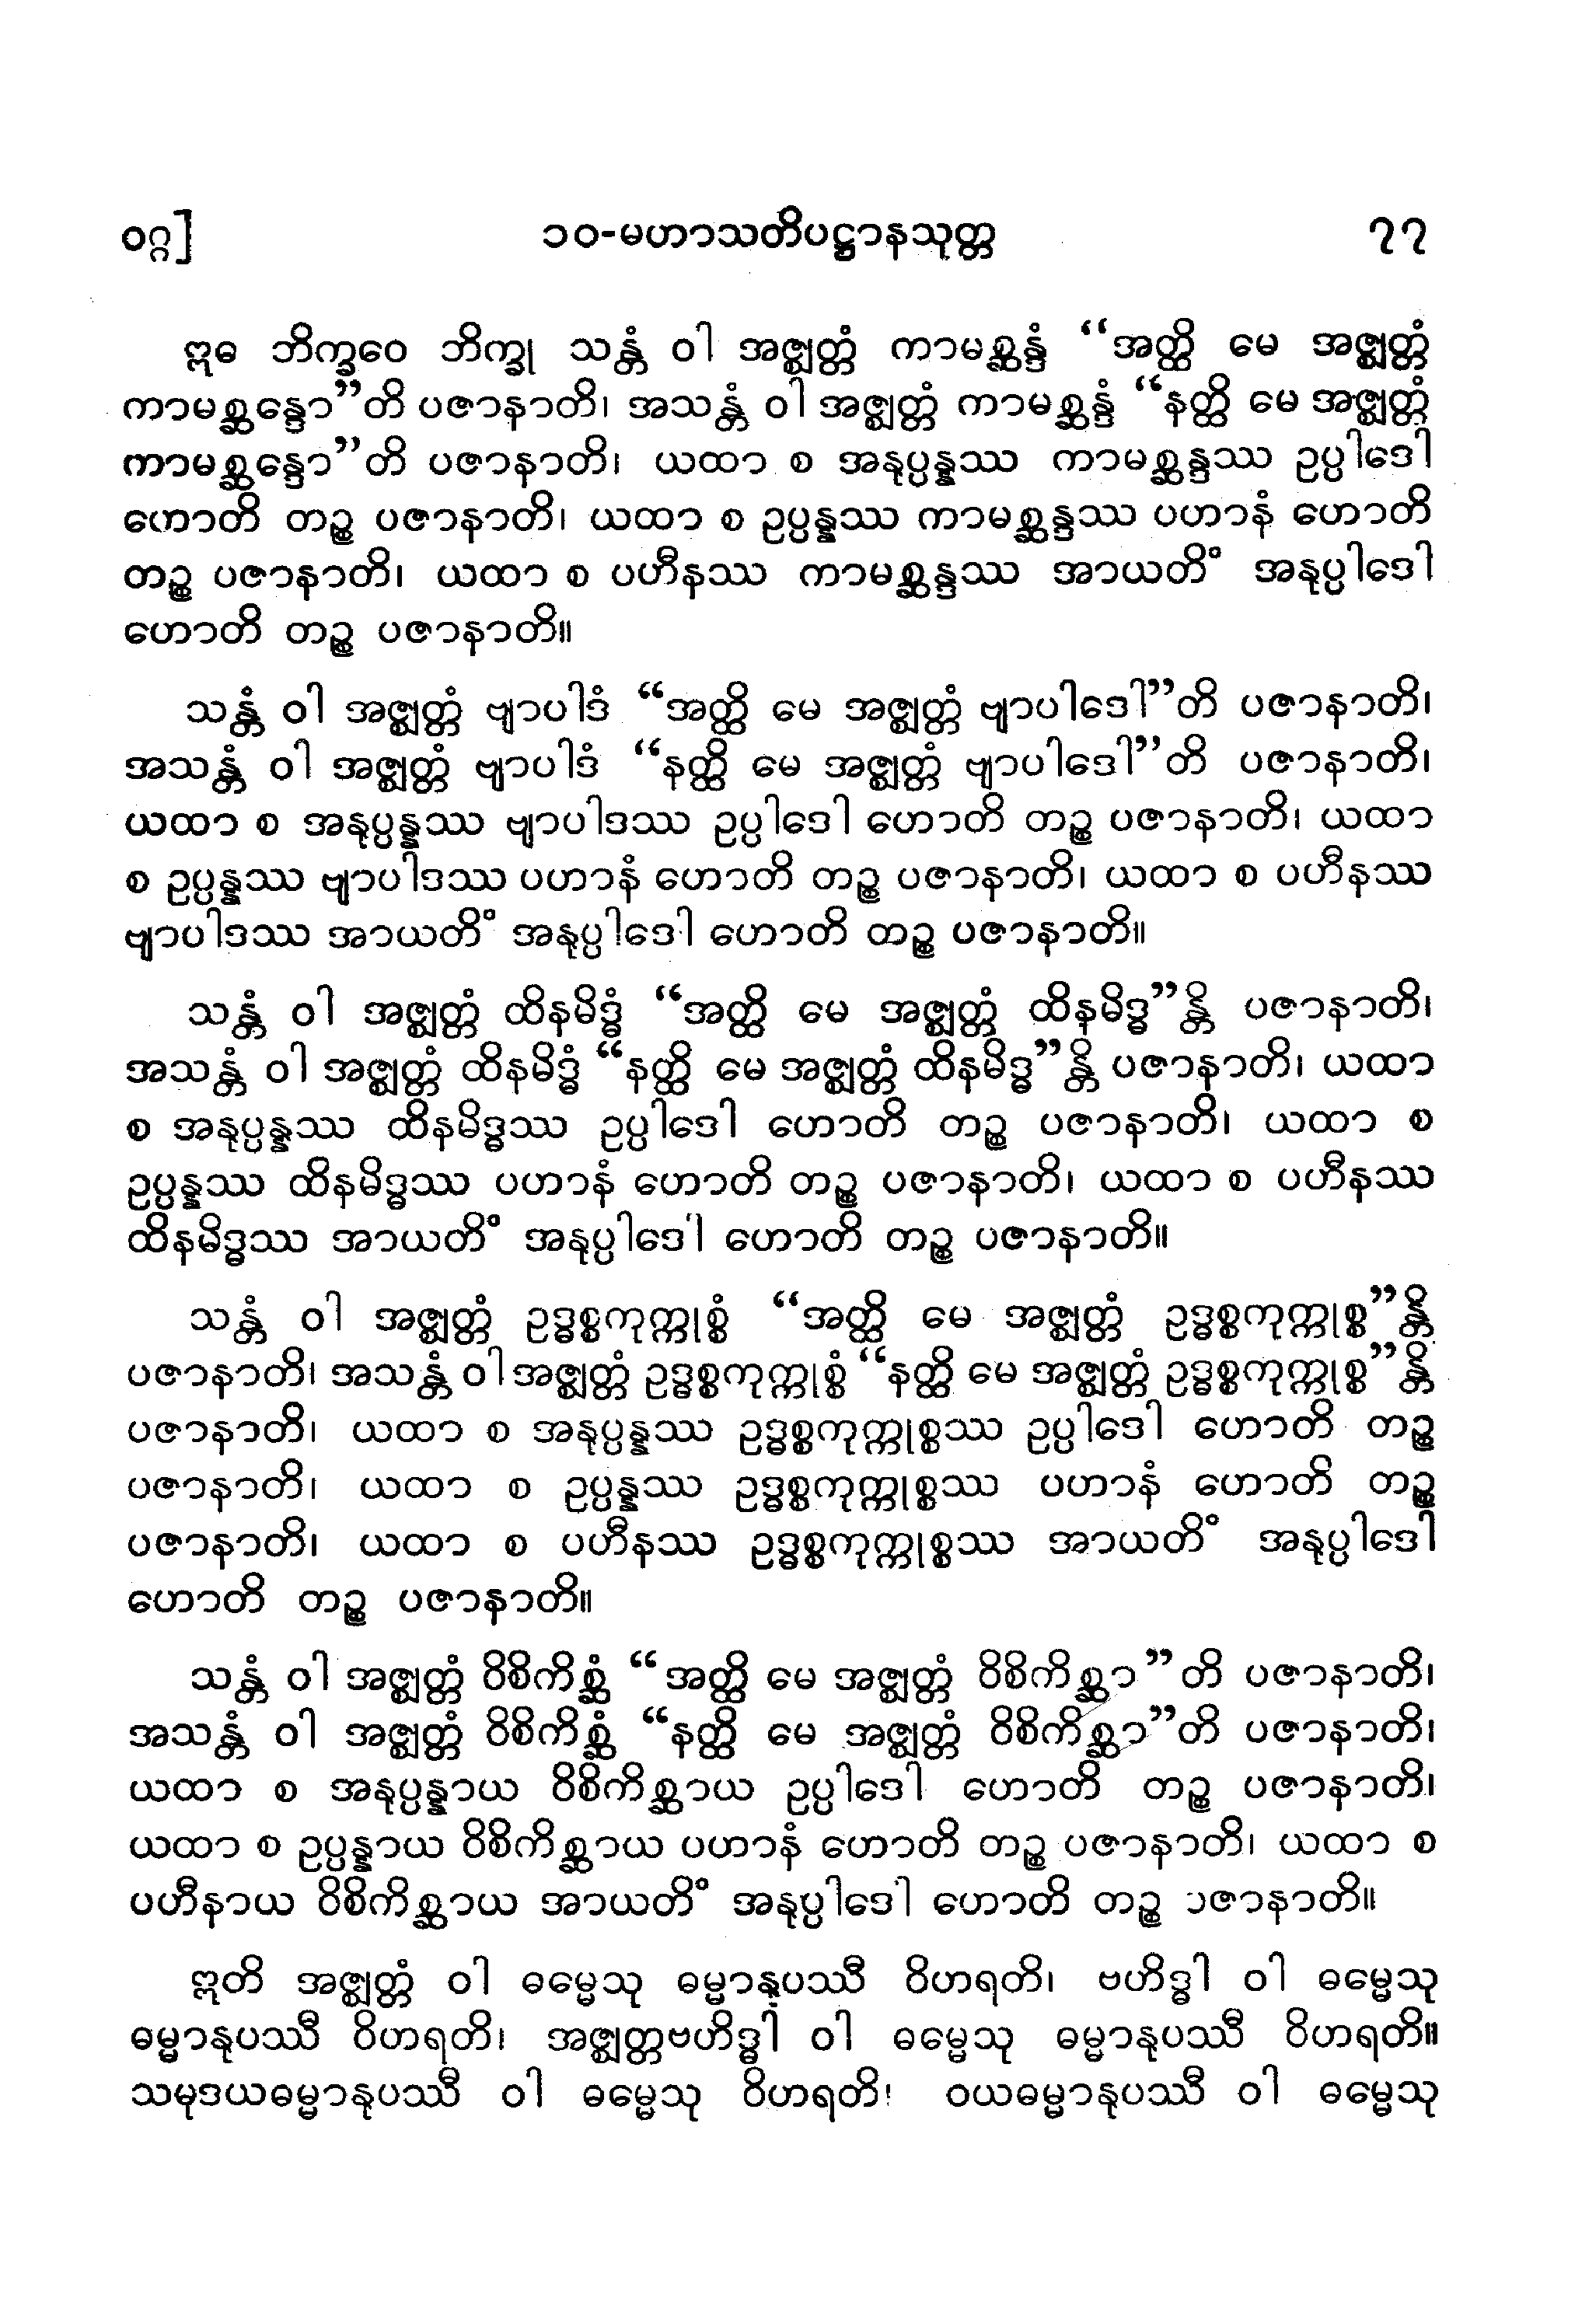 ဝဂ္ဂ] ၁၀-မဟာသတိပဋ္ဌာနသုတ္တ ၇၇
ဣဓ ဘိက္ခဝေ ဘိက္ခု သန္တံ ဝါ အဇ္ဈတ္တံ ကာမစ္ဆန္ဒံ “အတ္ထိ မေ အဇ္ဈတ္တံ
ကာမစ္ဆန္ဒော”တိ ပဇာနာတိ၊ အသန္တံ ဝါ အဇ္ဈတ္တံ ကာမစ္ဆန္ဒံ “နတ္ထိ မေ အဇ္ဈတ္တံ
ကာမစ္ဆန္ဒော”တိ ပဇာနာတိ၊ ယထာ စ အနုပ္ပန္နဿ ကာမစ္ဆန္ဒဿ ဥပ္ပါဒေါ
ဟောတိ တဉ္စ ပဇာနာတိ၊ ယထာ စ ဥပ္ပန္နဿ ကာမစ္ဆန္ဒဿ ပဟာနံ ဟောတိ
တဉ္စ ပဇာနာတိ၊ ယထာ စ ပဟီနဿ ကာမစ္ဆန္ဒဿ အာယတိံ အနုပ္ပါဒေါ
ဟောတိ တဉ္စ ပဇာနာတိ။
သန္တံ ဝါ အဇ္ဈတ္တံ ဗျာပါဒံ “အတ္ထိ မေ အဇ္ဈတ္တံ ဗျာပါဒေါ”တိ ပဇာနာတိ၊
အသန္တံ ဝါ အဇ္ဈတ္တံ ဗျာပါဒံ “နတ္ထိ မေ အဇ္ဈတ္တံ ဗျာပါဒေါ”တိ ပဇာနာတိ၊
ယထာ စ အနုပ္ပန္နဿ ဗျာပါဒဿ ဥပ္ပါဒေါ ဟောတိ တဉ္စ ပဇာနာတိ၊ ယထာ
စ ဥပ္ပန္နဿ ဗျာပါဒဿ ပဟာနံ ဟောတိ တဉ္စ ပဇာနာတိ၊ ယထာ စ ပဟီနဿ
ဗျာပါဒဿ အာယတိံ အနုပ္ပါဒေါ ဟောတိ တဉ္စ ပဇာနာတိ။
သန္တံ ဝါ အဇ္ဈတ္တံ ထိနမိဒ္ဓံ “အတ္ထိ မေ အဇ္ဈတ္တံ ထိနမိဒ္ဓ”န္တိ ပဇာနာတိ၊
အသန္တံ ဝါ အဇ္ဈတ္တံ ထိနမိဒ္ဓံ “နတ္ထိ မေ အဇ္ဈတ္တံ ထိနမိဒ္ဓ”န္တိ ပဇာနာတိ၊ ယထာ
စ အနုပ္ပန္နဿ ထိနမိဒ္ဓဿ ဥပ္ပါဒေါ ဟောတိ တဉ္စ ပဇာနာတိ၊ ယထာ စ
ဥပ္ပန္နဿ ထိနမိဒ္ဓဿ ပဟာနံ ဟောတိ တဉ္စ ပဇာနာတိ၊ ယထာ စ ပဟီနဿ
ထိနမိဒ္ဓဿ အာယတိံ အနုပ္ပါဒေါ ဟောတိ တဉ္စ ပဇာနာတိ။
သန္တံ ဝါ အဇ္ဈတ္တံ ဥဒ္ဓစ္စကုက္ကုစ္စံ “အတ္ထိ မေ အဇ္ဈတ္တံ ဥဒ္ဓစ္စကုက္ကုစ္စ”န္တိ
ပဇာနာတိ၊ အသန္တံ ဝါ အဇ္ဈတ္တံ ဥဒ္ဓစ္စကုက္ကုစ္စံ “နတ္ထိ မေ အဇ္ဈတ္တံ ဥဒ္ဓစ္စကုက္ကုစ္စ”န္တိ
ပဇာနာတိ၊ ယထာ စ အနုပ္ပန္နဿ ဥဒ္ဓစ္စကုက္ကုစ္စဿ ဥပ္ပါဒေါ ဟောတိ တဉ္စ
ပဇာနာတိ၊ ယထာ စ ဥပ္ပန္နဿ ဥဒ္ဓစ္စကုက္ကုစ္စဿ ပဟာနံ ဟောတိ တဉ္စ
ပဇာနာတိ၊ ယထာ စ ပဟီနဿ ဥဒ္ဓစ္စကုက္ကုစ္စဿ အာယတိံ အနုပ္ပါဒေါ
ဟောတိ တဉ္စ ပဇာနာတိ။
သန္တံ ဝါ အဇ္ဈတ္တံ ဝိစိကိစ္ဆံ “အတ္ထိ မေ အဇ္ဈတ္တံ ဝိစိကိစ္ဆာ”တိ ပဇာနာတိ၊
အသန္တံ ဝါ အဇ္ဈတ္တံ ဝိစိကိစ္ဆံ “နတ္ထိ မေ အဇ္ဈတ္တံ ဝိစိကိစ္ဆာ”တိ ပဇာနာတိ၊
ယထာ စ အနုပ္ပန္နာယ ဝိစိကိစ္ဆာယ ဥပ္ပါဒေါ ဟောတိ တဉ္စ ပဇာနာတိ၊
ယထာ စ ဥပ္ပန္နာယ ဝိစိကိစ္ဆာယ ပဟာနံ ဟောတိ တဉ္စ ပဇာနာတိ၊ ယထာ စ
ပဟီနာယ ဝိစိကိစ္ဆာယ အာယတိံ အနုပ္ပါဒေါ ဟောတိ တဉ္စ ပဇာနာတိ။
ဣတိ အဇ္ဈတ္တံ ဝါ ဓမ္မေသု ဓမ္မာနုပဿီ ဝိဟရတိ၊ ဗဟိဒ္ဓါ ဝါ ဓမ္မေသု
ဓမ္မာနုပဿီ ဝိဟရတိ၊ အဇ္ဈတ္တဗဟိဒ္ဓါ ဝါ ဓမ္မေသု ဓမ္မာနုပဿီ ဝိဟရတိ။
သမုဒယဓမ္မာနုပဿီ ဝါ ဓမ္မေသု ဝိဟရတိ၊ ဝယဓမ္မာနုပဿီ ဝါ ဓမ္မေသု